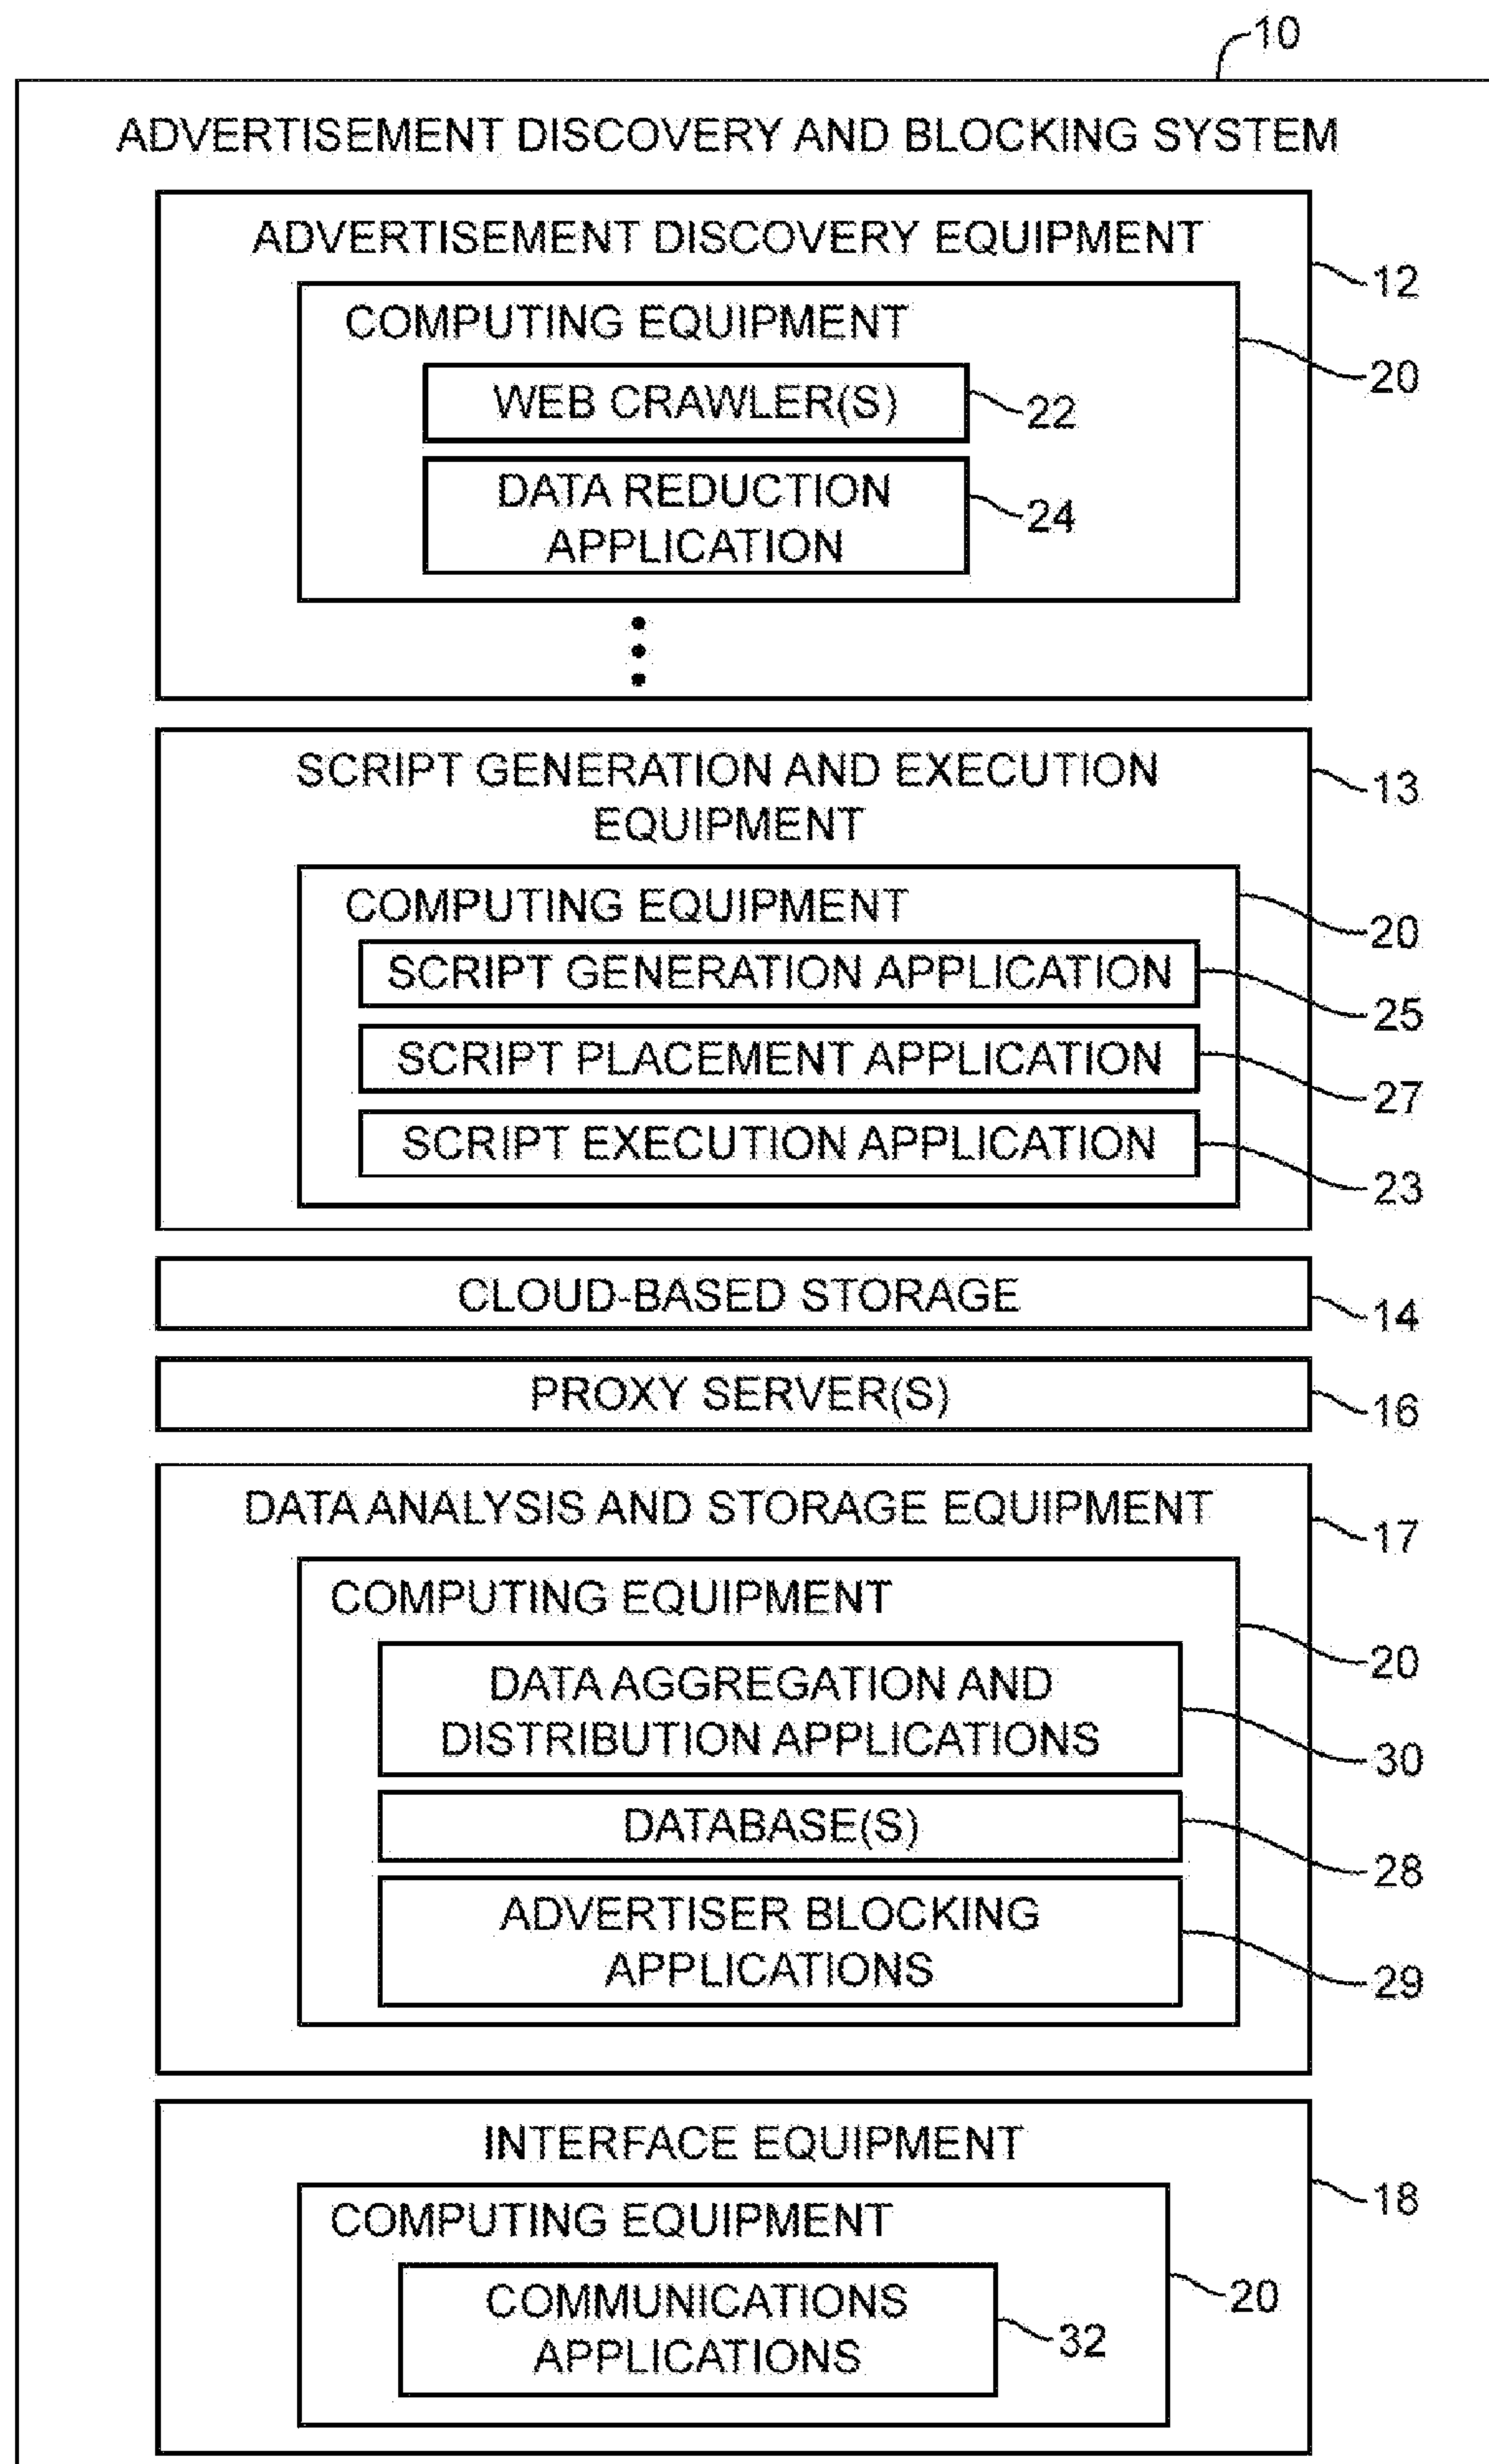 10
ADVERTISEMENT DISCOVERY AND BLOCKING SYSTEM
ADVERTISEMENT DISCOVERY EQUIPMENT
12
COMPUTING EQUIPMENT
20
WEB CRAWLER(S)
22
DATA REDUCTION
APPLICATION
24
SCRIPT GENERATION AND EXECUTION
EQUIPMENT
13
COMPUTING EQUIPMENT
20
SCRIPT GENERATION APPLICATION
25
SCRIPT PLACEMENT APPLICATION
27
SCRIPT EXECUTION APPLICATION
23
CLOUD-BASED STORAGE
14
PROXY SERVER(S)
16
DATA ANALYSIS AND STORAGE EQUIPMENT
17
COMPUTING EQUIPMENT
20
DATA AGGREGATION AND
DISTRIBUTION APPLICATIONS
30
DATABASE(S)
28
ADVERTISER BLOCKING
APPLICATIONS
29
INTERFACE EQUIPMENT
18
COMPUTING EQUIPMENT
20
COMMUNICATIONS
APPLICATIONS
32